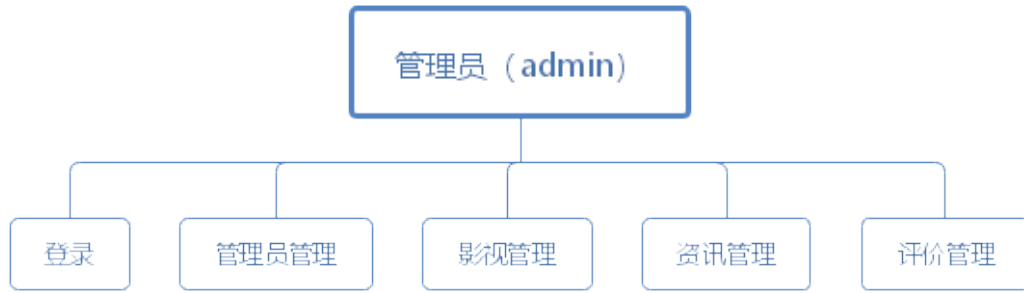 管理员（admin）
登录
管理员管理
影视管理
资讯管理
评价管理